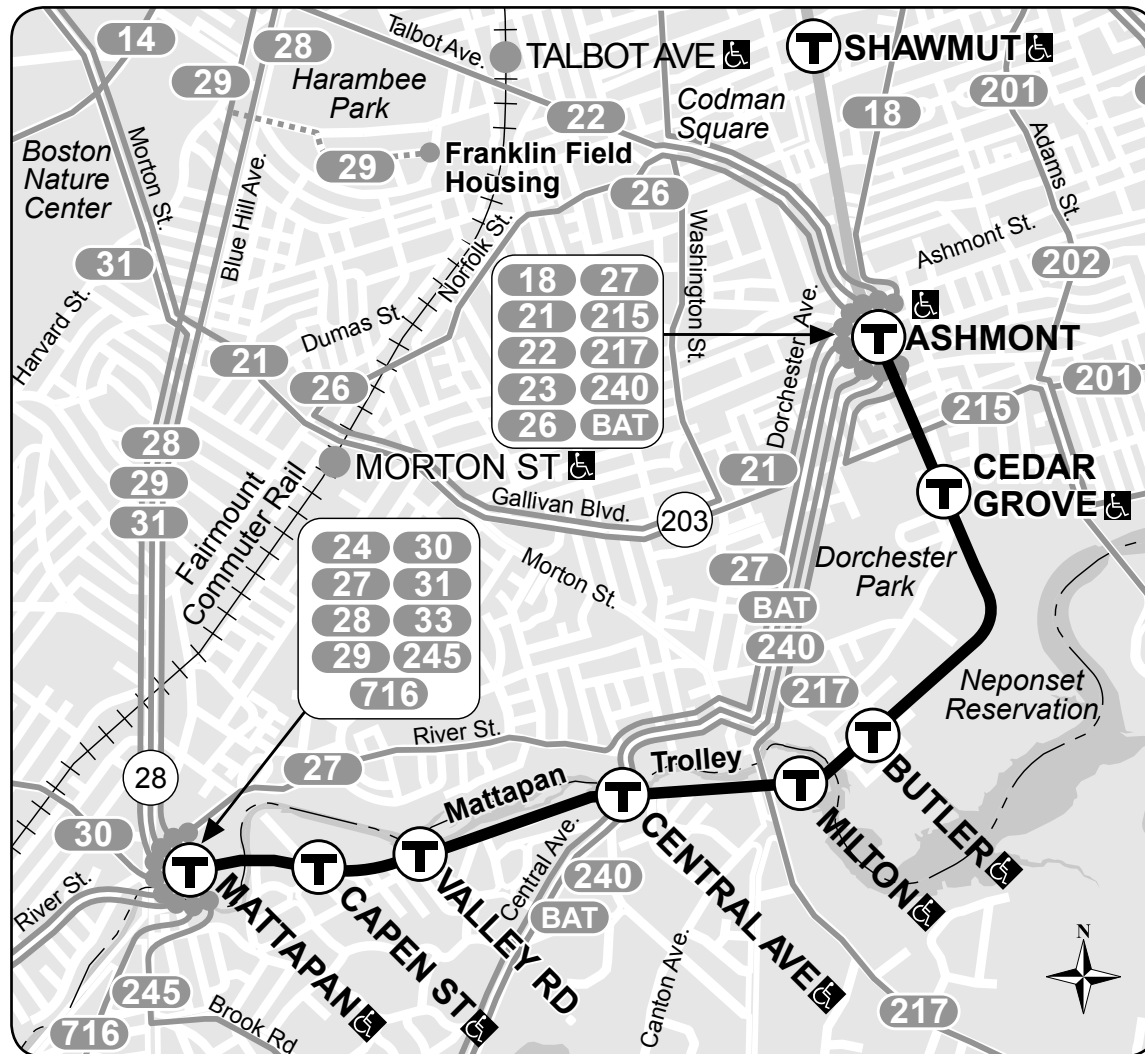 14
28
29
Talbot Ave.
TALBOT AVE
T SHAWMUT
Harambee
Park
22
Codman
Square
18
201
Boston
Nature
Center
Morton St.
29
Franklin Field
Housing
Adams St.
Blue Hill Ave.
26
Norfolk St.
Washington St.
Ashmont St.
31
202
Harvard St.
18 27
21 215
22 217
23 240
26 BAT
Dorchester Ave.
Dumas St.
T ASHMONT
21
26
201
215
28
29
31
MORTON ST
21
CEDAR
GROVE
T
Gallivan Blvd.
203
Fairmount
Commuter Rail
24 30
27 31
28 33
29 245
716
Morton St.
27
BAT
240
217
Dorchester
Park
Neponset
Reservation
River St.
27
28
Mattapan
Trolley
T BUTLER
T MILTON
T CENTRAL AVE
T VALLEY RD
T CAPEN ST
T MATTAPAN
30
River St.
Central Ave.
240
BAT
Canton Ave.
245
716
Brook Rd
217
N